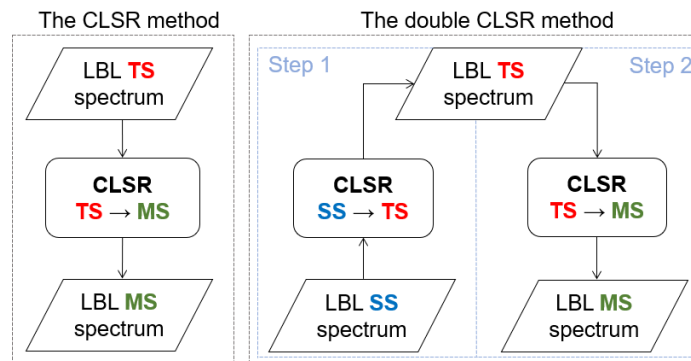 The CLSR method
LBL TS
spectrum
CLSR
TS → MS
LBL MS
spectrum
The double CLSR method
Step 1
LBL TS
spectrum
Step 2
CLSR
SS → TS
LBL SS
spectrum
CLSR
TS → MS
LBL MS
spectrum